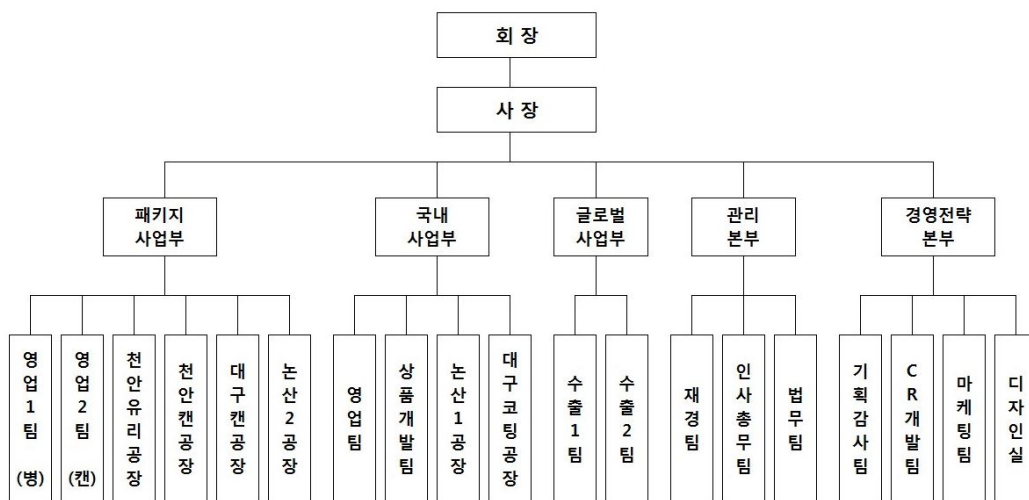 회 장
사 장
패키지
사업부
국내
사업부
글로벌
사업부
관리
본부
경영전략
본부
영업1팀
(병)
영업2팀
(캔)
천안유리공장
천안캔공장
대구캔공장
논산2공장
영업팀
상품개발팀
논산1공장
대구코팅공장
수출1팀
수출2팀
재경팀
인사총무팀
법무팀
기획감사팀
CR개발팀
마케팅팀
디자인실